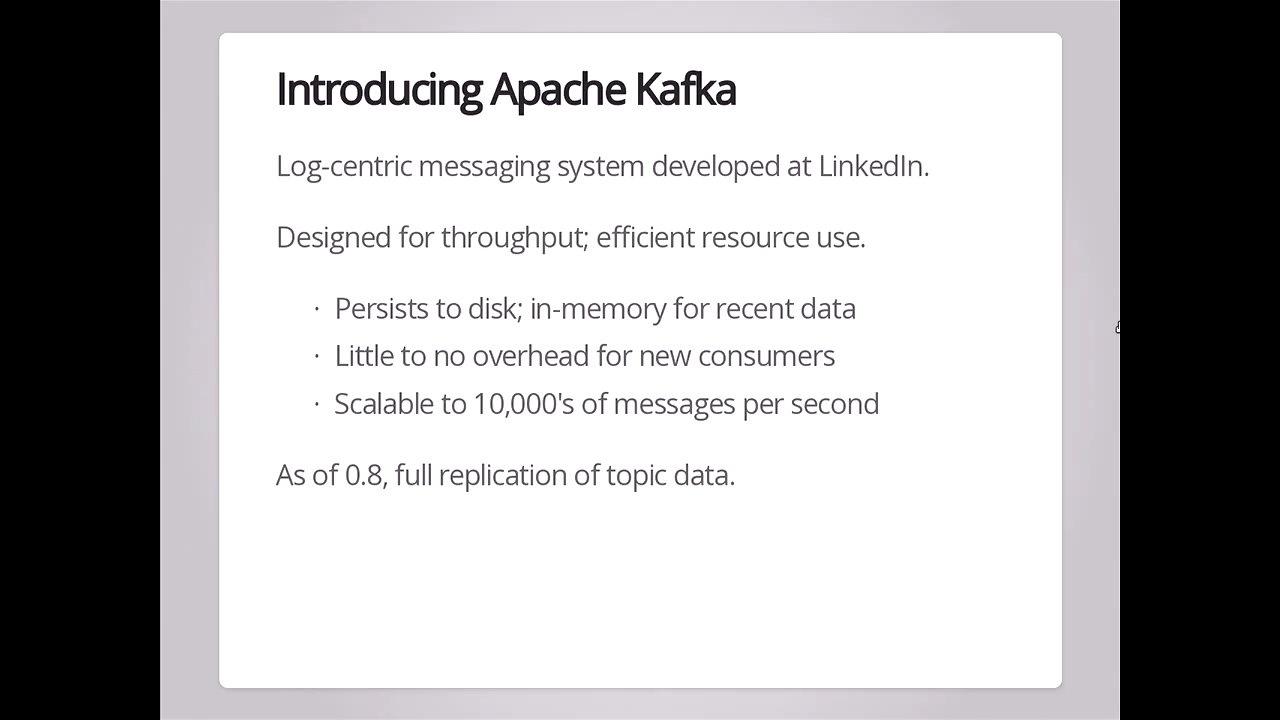 Introducing Apache Kafka
Log-centric messaging system developed at LinkedIn.
Designed for throughput; efficient resource use.
· Persists to disk; in-memory for recent data
· Little to no overhead for new consumers
· Scalable to 10,000's of messages per second
As of 0.8, full replication of topic data.